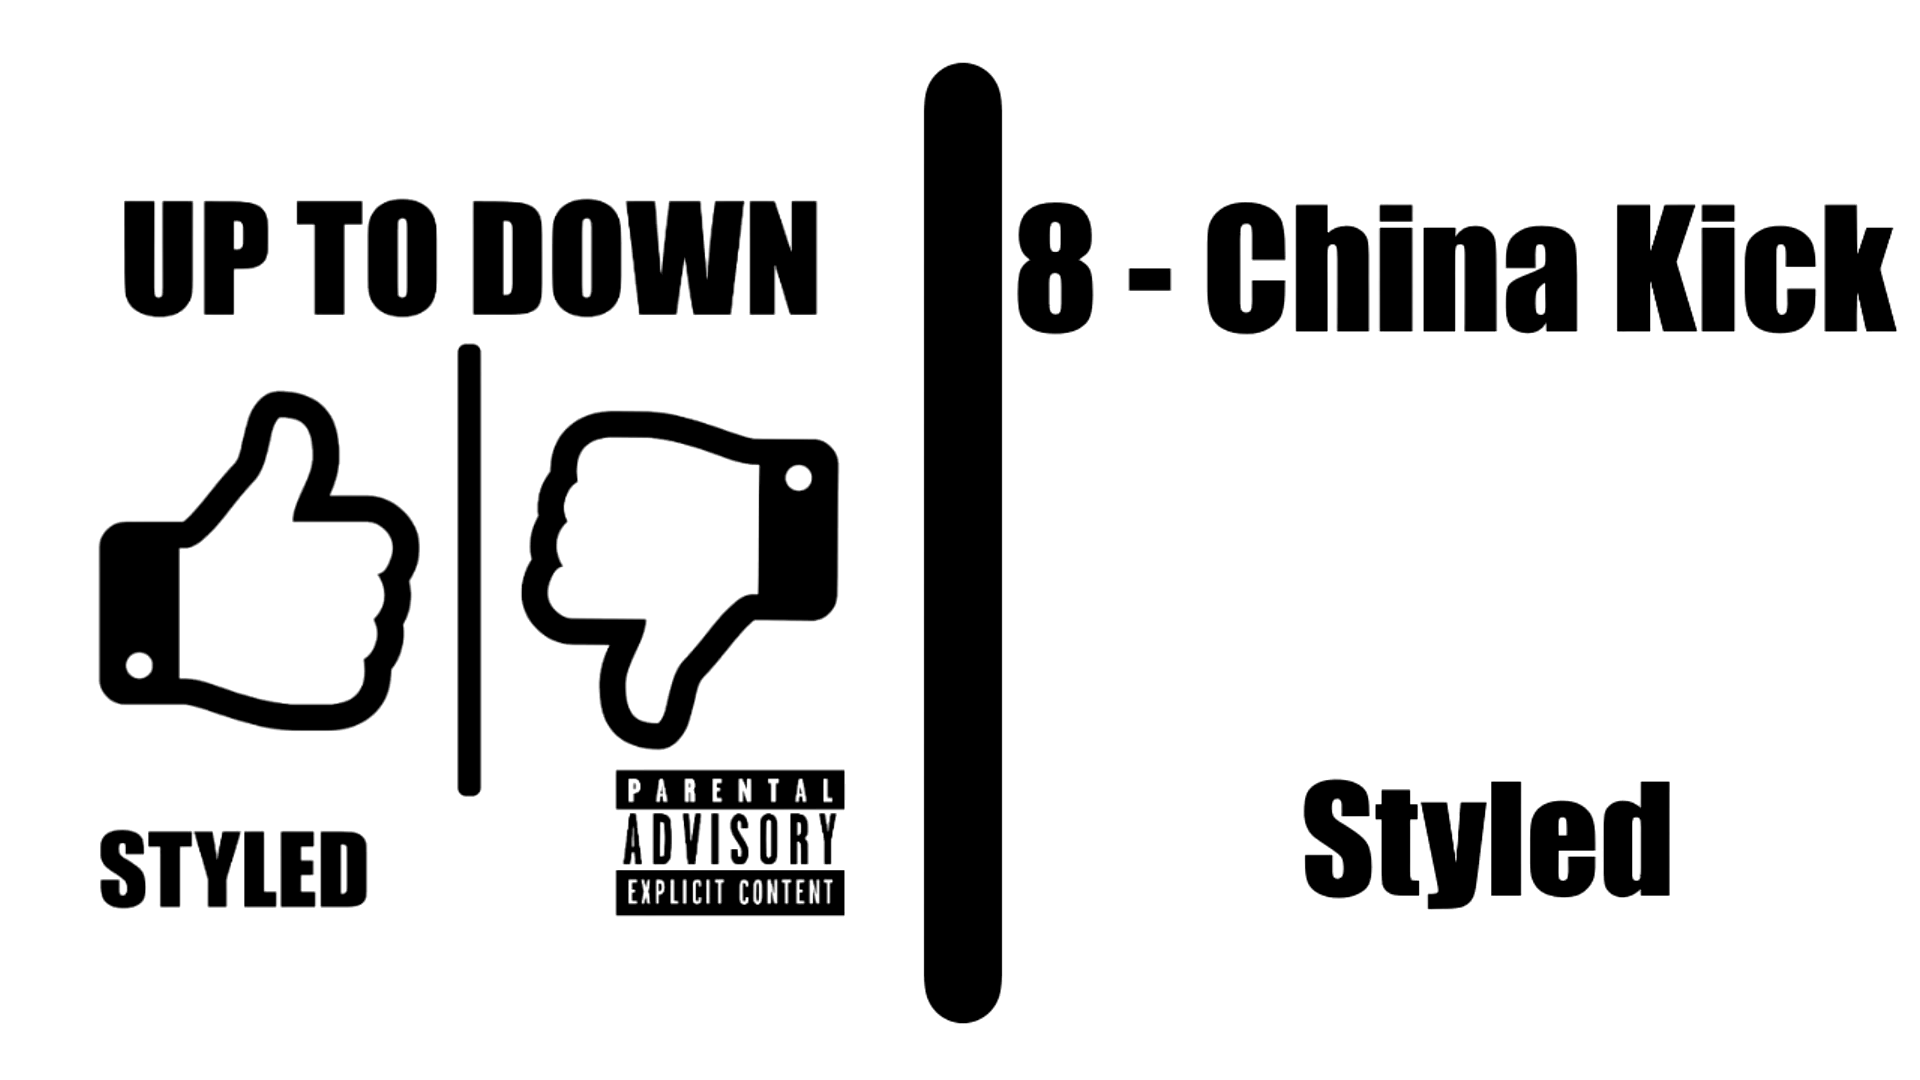 UP TO DOWN
STYLED
PARENTAL
ADVISORY
EXPLICIT CONTENT
8 - China Kick
Styled